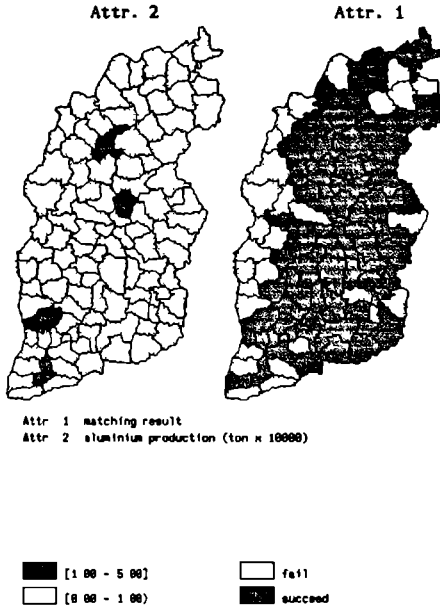 Attr. 2 Attr. 1
Attr 1 matching result
Attr 2 aluminium production (ton x 10000)
[1 00 - 5 00] fail
[0 00 - 1 00) succeed